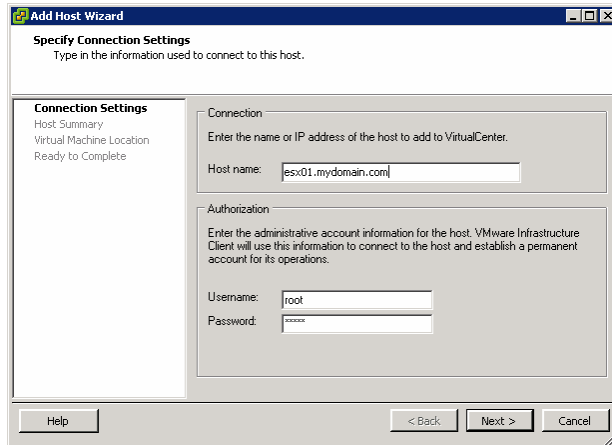 Add Host Wizard
Specify Connection Settings
Type in the information used to connect to this host.
Connection Settings
Host Summary
Virtual Machine Location
Ready to Complete
Connection
Enter the name or IP address of the host to add to VirtualCenter.
Host name: esx01.mydomain.com
Authorization
Enter the administrative account information for the host. VMware Infrastructure
Client will use this information to connect to the host and establish a permanent
account for its operations.
Username: root
Password: *****
Help
< Back
Next >
Cancel